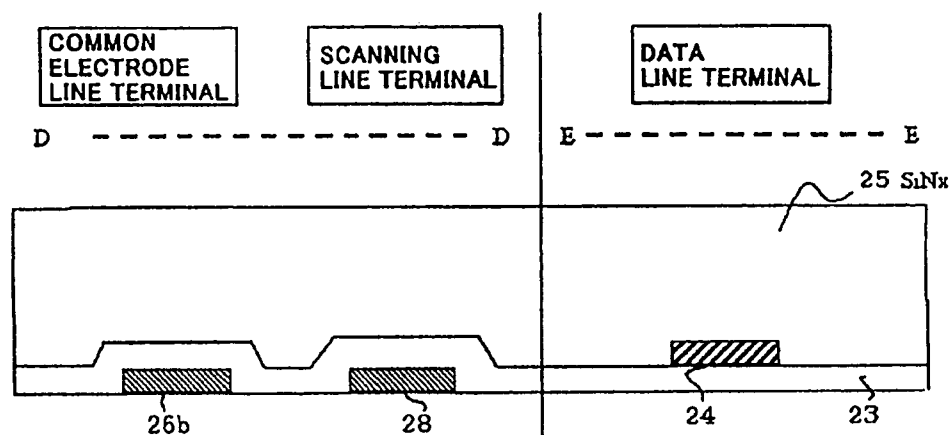 COMMON
ELECTRODE
LINE TERMINAL
SCANNING
LINE TERMINAL
DATA
LINE TERMINAL
D D E E
25 SiNx
26b 28 24 23